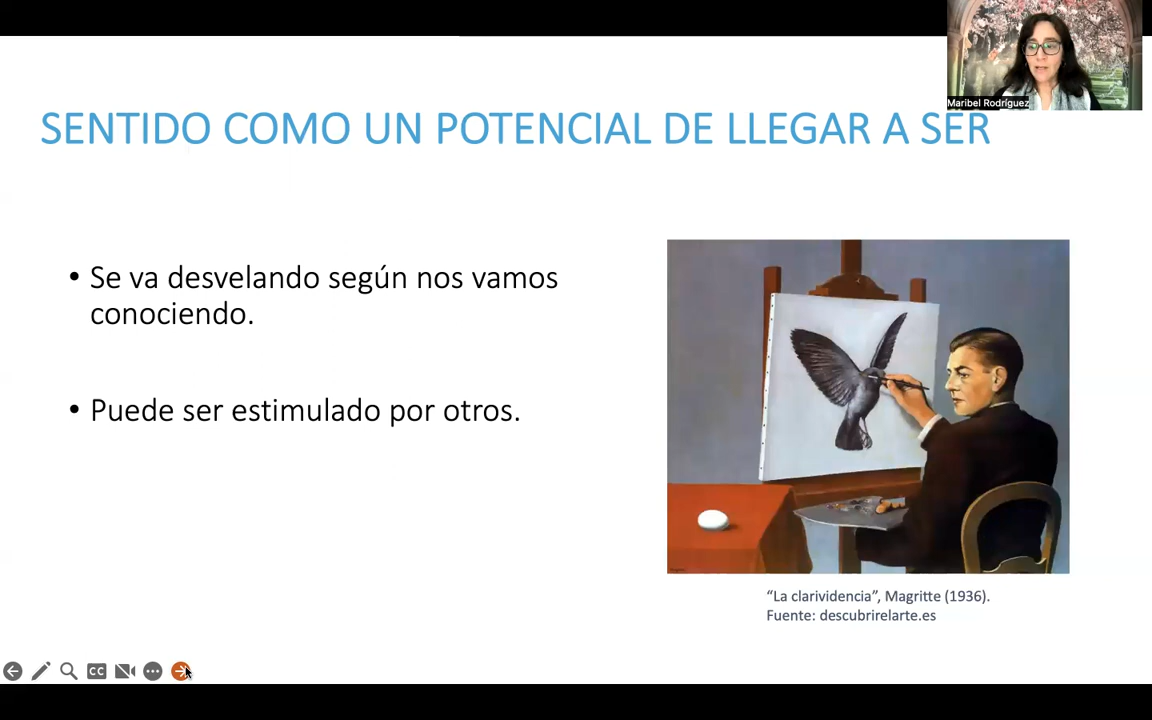 Maribel Rodríguez
SENTIDO COMO UN POTENCIAL DE LLEGAR A SER
• Se va desvelando según nos vamos
conociendo.
• Puede ser estimulado por otros.
“La clarividencia”, Magritte (1936).
Fuente: descubrirelarte.es
CC